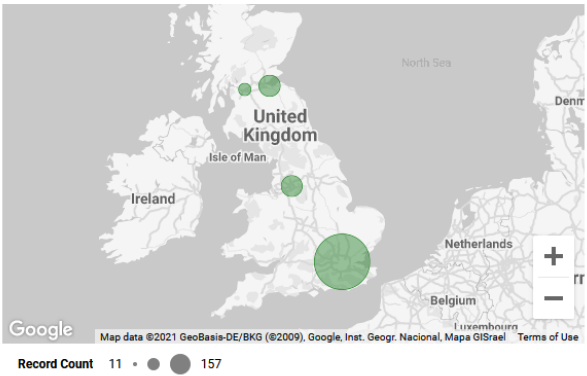 North Sea
Denm
United
Kingdom
Isle of Man
Ireland
Netherlands
+
Belgium
−
Luxembourg
Google
Map data ©2021 GeoBasis-DE/BKG (©2009), Google, Inst. Geogr. Nacional, Mapa GISrael Terms of Use
Record Count 11 157